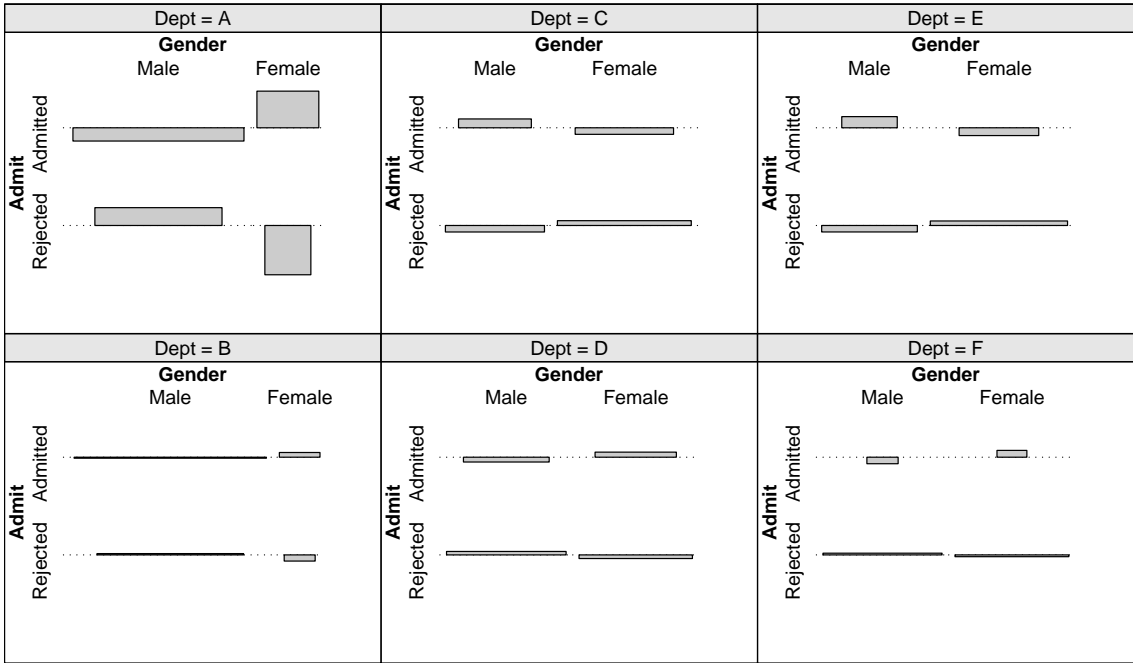 Dept = A
Gender
Male Female
Admit
Admitted
Rejected
Dept = C
Gender
Male Female
Admit
Admitted
Rejected
Dept = E
Gender
Male Female
Admit
Admitted
Rejected
Dept = B
Gender
Male Female
Admit
Admitted
Rejected
Dept = D
Gender
Male Female
Admit
Admitted
Rejected
Dept = F
Gender
Male Female
Admit
Admitted
Rejected